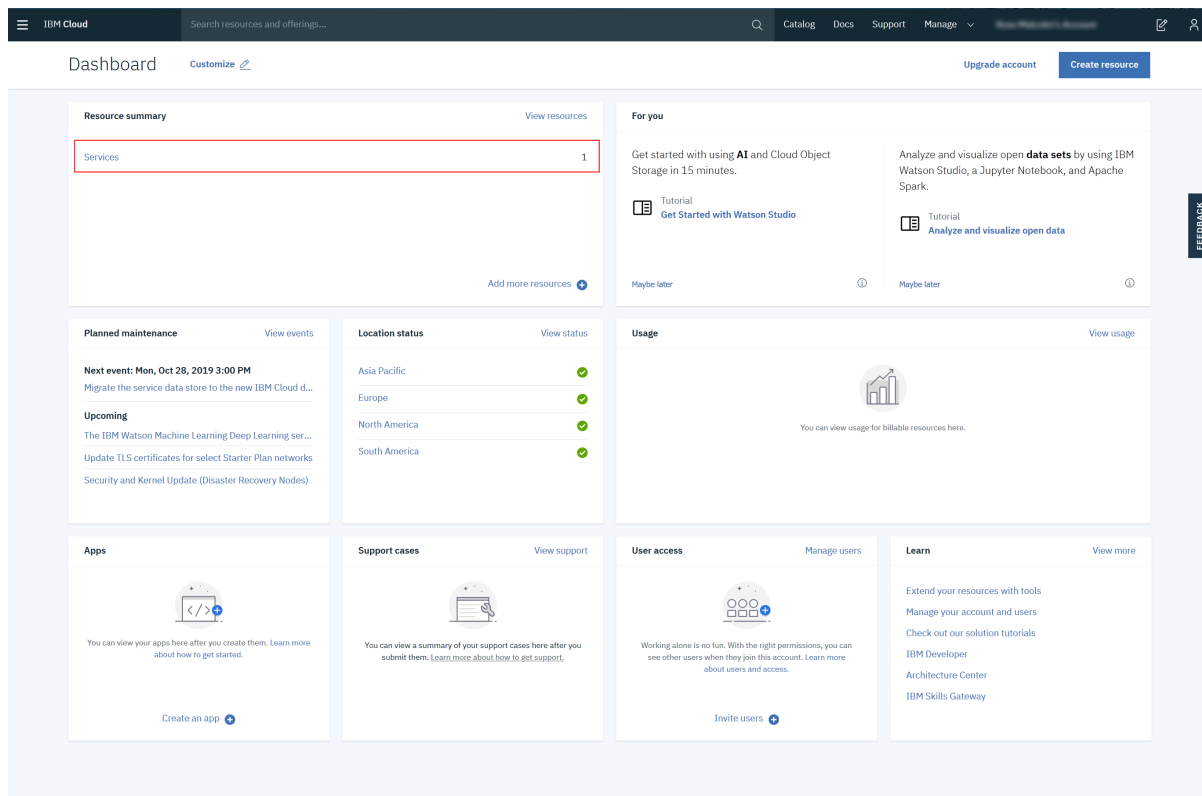 IBM Cloud
Search resources and offerings...
Catalog
Docs
Support
Manage
Dashboard
Customize
Upgrade account
Create resource
Resource summary
View resources
Services
1
Add more resources
For you
Get started with using AI and Cloud Object
Storage in 15 minutes.
Tutorial
Get Started with Watson Studio
Maybe later
Analyze and visualize open data sets by using IBM
Watson Studio, a Jupyter Notebook, and Apache
Spark.
Tutorial
Analyze and visualize open data
Maybe later
FEEDBACK
Planned maintenance
View events
Next event: Mon, Oct 28, 2019 3:00 PM
Migrate the service data store to the new IBM Cloud d...
Upcoming
The IBM Watson Machine Learning Deep Learning ser...
Update TLS certificates for select Starter Plan networks
Security and Kernel Update (Disaster Recovery Nodes)
Location status
View status
Asia Pacific
Europe
North America
South America
Usage
View usage
You can view usage for billable resources here.
Apps
You can view your apps here after you create them. Learn more
about how to get started.
Create an app
Support cases
View support
You can view a summary of your support cases here after you
submit them. Learn more about how to get support.
User access
Manage users
Working alone is no fun. With the right permissions, you can
see other users when they join this account. Learn more
about users and access.
Invite users
Learn
View more
Extend your resources with tools
Manage your account and users
Check out our solution tutorials
IBM Developer
Architecture Center
IBM Skills Gateway